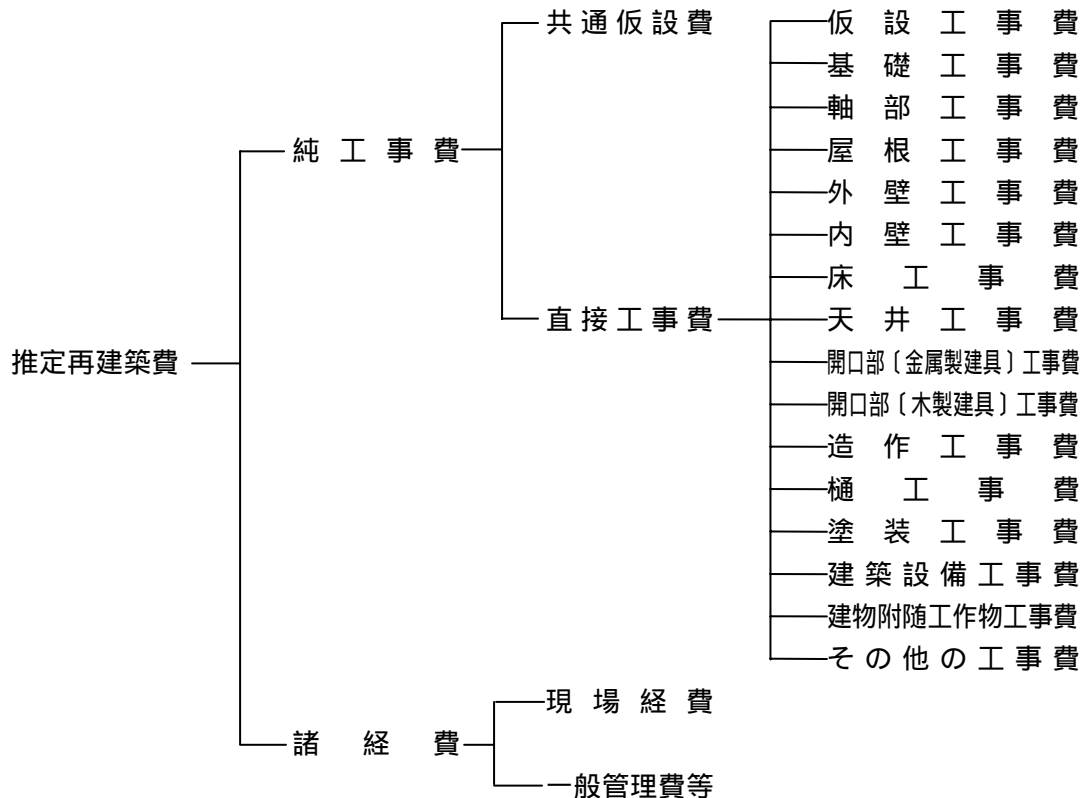 推定再建築費
純工事費
共通仮設費
直接工事費
仮設工事費
基礎工事費
軸部工事費
屋根工事費
外壁工事費
内壁工事費
床工事費
天井工事費
開口部〔金属製建具〕工事費
開口部〔木製建具〕工事費
造作工事費
樋工事費
塗装工事費
建築設備工事費
建物附随工作物工事費
その他の工事費
諸経費
現場経費
一般管理費等